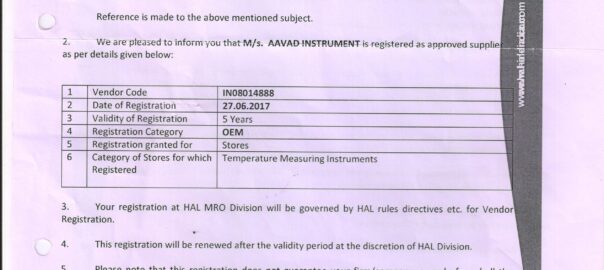 Reference is made to the above mentioned subject.
2. We are pleased to inform you that M/s. AAVAD INSTRUMENT is registered as approved supplier
as per details given below:
1 Vendor Code IN08014888
2 Date of Registration 27.06.2017
3 Validity of Registration 5 Years
4 Registration Category OEM
5 Registration granted for Stores
6 Category of Stores for which Temperature Measuring Instruments
Registered
3. Your registration at HAL MRO Division will be governed by HAL rules directives etc. for Vendor
Registration.
4. This registration will be renewed after the validity period at the discretion of HAL Division.
5. Please note that this registration does not guarantee your firm